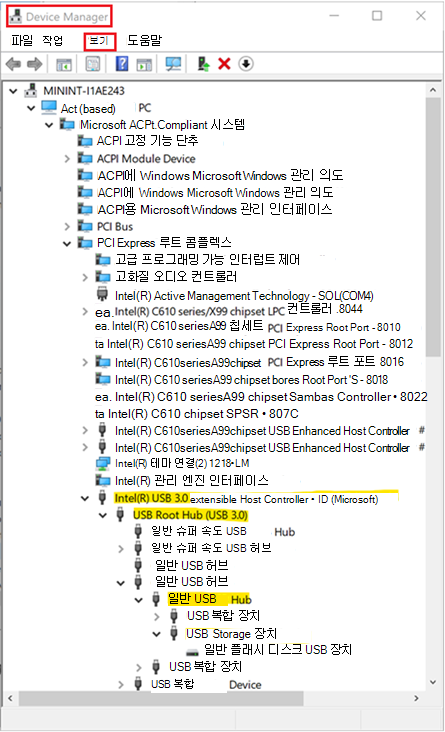 Device Manager
파일 작업 보기 도움말
MININT-I1AE243
Act (based) PC
Microsoft ACPt.Compliant 시스템
ACPI 고정 기능 단추
ACPI Module Device
ACPI에 Windows Microsoft Windows 관리 의도
ACPI에 Windows Microsoft Windows 관리 의도
ACPI용 Microsoft Windows 관리 인터페이스
PCI Bus
PCI Express 루트 콤플렉스
고급 프로그래밍 가능 인터럽트 제어
고화질 오디오 컨트롤러
Intel(R) Active Management Technology - SOL(COM4)
ea. Intel(R) C610 series/X99 chipset LPC 컨트롤러 .8044
ea. Intel(R) C610 seriesA99 칩세트 PCI Express Root Port - 8010
ta Intel(R) C610 seriesA99 PCI Express Root Port - 8012
Intel(R) C610seriesA99chipset PCI Express 루트 포트 8016
Intel(R) C610seriesA99 chipset bores Root Port 'S - 8018
ea. Intel(R) C610 seriesA99 chipset Sambas Controller • 8022
ta Intel(R) C610 chipset SPSR • 807C
Intel(R) C610seriesA99chipset USB Enhanced Host Controller #
Intel(R) C610seriesA99 chipset USB Enhanced Host Controller #
Intel(R) 테마 연결(2) 1218•LM
Intel(R) 관리 엔진 인터페이스
Intel(R) USB 3.0 extensible Host Controller • ID (Microsoft)
USB Root Hub (USB 3.0)
일반 슈퍼 속도 USB Hub
일반 슈퍼 속도 USB 허브
일반 USB 허브
일반 USB 허브
일반 USB Hub
USB 복합 장치
USB Storage 장치
일반 플래시 디스크 USB 장치
USB 복합 장치
USB 복합 Device